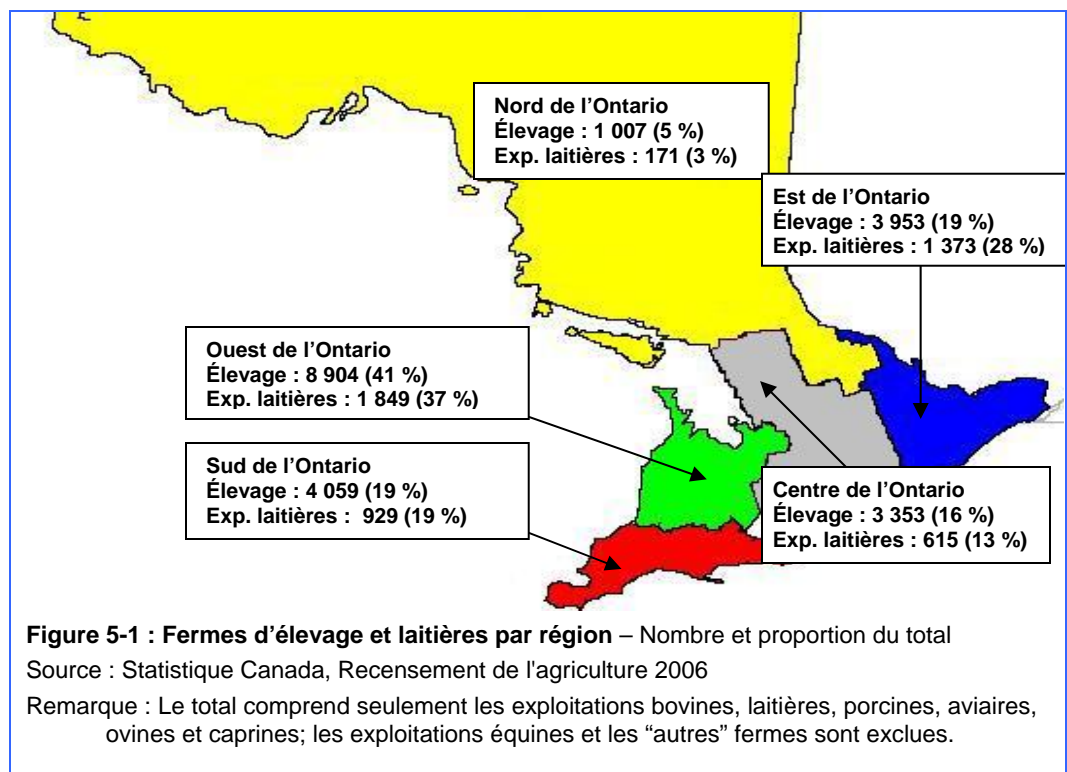 Nord de l’Ontario
Élevage : 1 007 (5 %)
Exp. laitières : 171 (3 %)
Est de l’Ontario
Élevage : 3 953 (19 %)
Exp. laitières : 1 373 (28 %)
Ouest de l’Ontario
Élevage : 8 904 (41 %)
Exp. laitières : 1 849 (37 %)
Sud de l’Ontario
Élevage : 4 059 (19 %)
Exp. laitières :  929 (19 %)
Centre de l’Ontario
Élevage : 3 353 (16 %)
Exp. laitières : 615 (13 %)
Figure 5-1 : Fermes d’élevage et laitières par région – Nombre et proportion du total
Source : Statistique Canada, Recensement de l'agriculture 2006
Remarque : Le total comprend seulement les exploitations bovines, laitières, porcines, aviaires,
ovines et caprines; les exploitations équines et les “autres” fermes sont exclues.